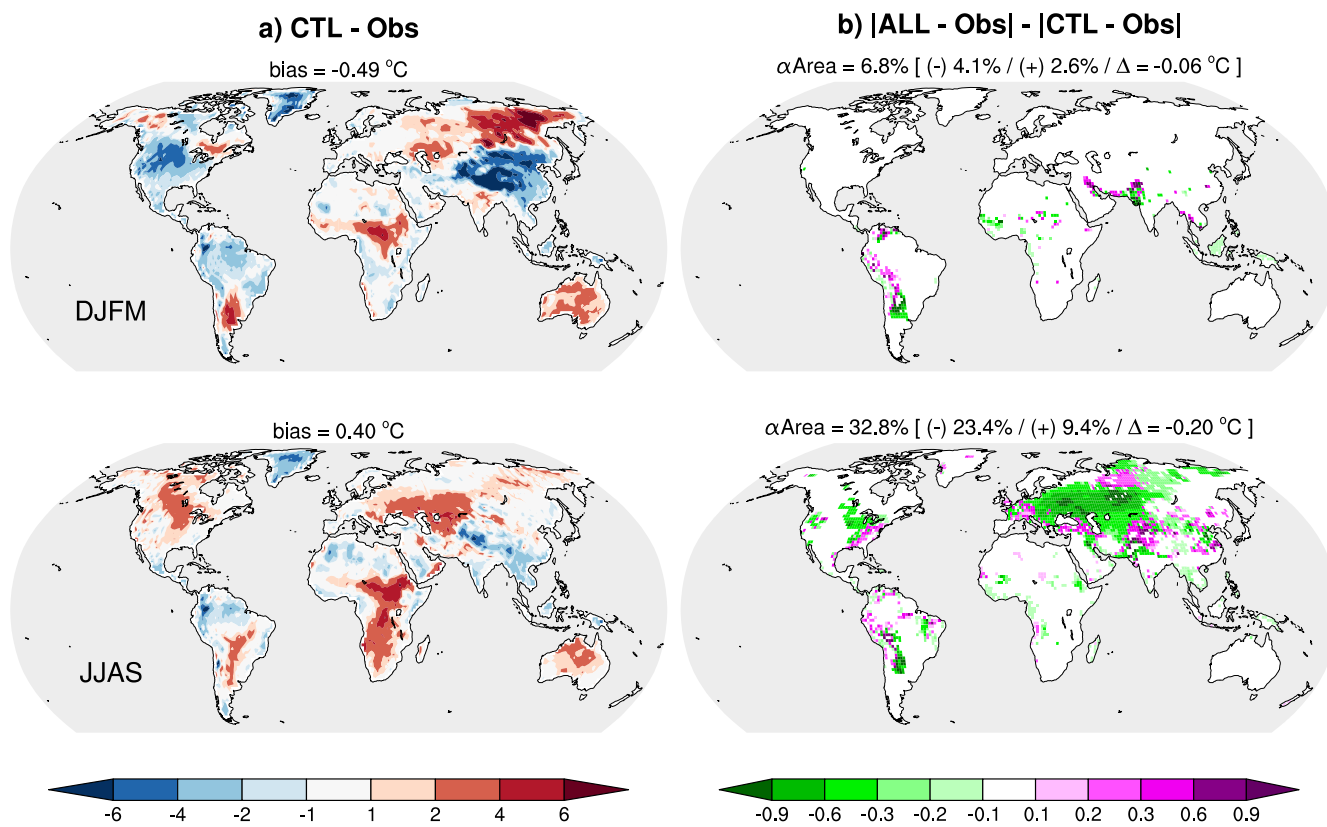 a) CTL - Obs
b) |ALL - Obs| - |CTL - Obs|
bias = -0.49 °C
αArea = 6.8% [ (-) 4.1% / (+) 2.6% / Δ = -0.06 °C ]
DJFM
bias = 0.40 °C
αArea = 32.8% [ (-) 23.4% / (+) 9.4% / Δ = -0.20 °C ]
JJAS
-6 -4 -2 -1 1 2 4 6
-0.9 -0.6 -0.3 -0.2 -0.1 0.1 0.2 0.3 0.6 0.9